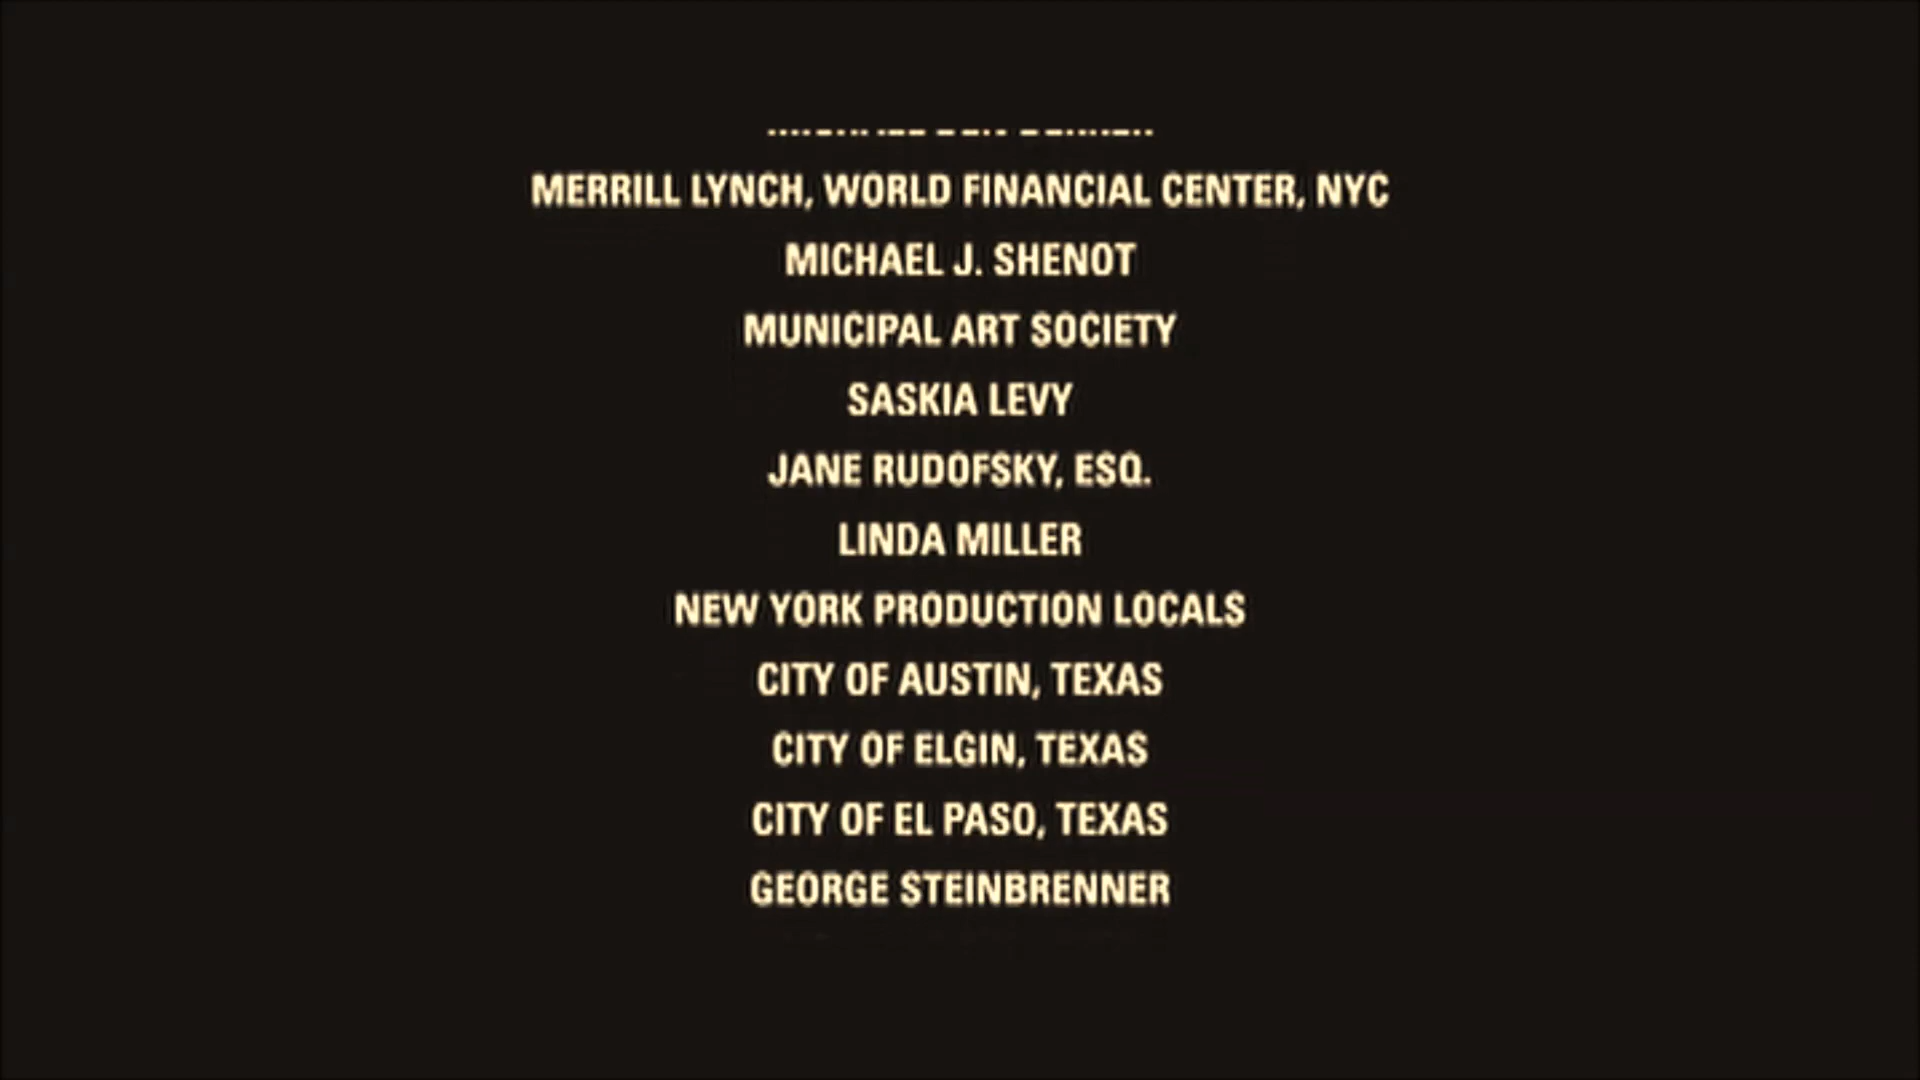 MERRILL LYNCH, WORLD FINANCIAL CENTER, NYC
MICHAEL J. SHENOT
MUNICIPAL ART SOCIETY
SASKIA LEVY
JANE RUDOFSKY, ESQ.
LINDA MILLER
NEW YORK PRODUCTION LOCALS
CITY OF AUSTIN, TEXAS
CITY OF ELGIN, TEXAS
CITY OF EL PASO, TEXAS
GEORGE STEINBRENNER